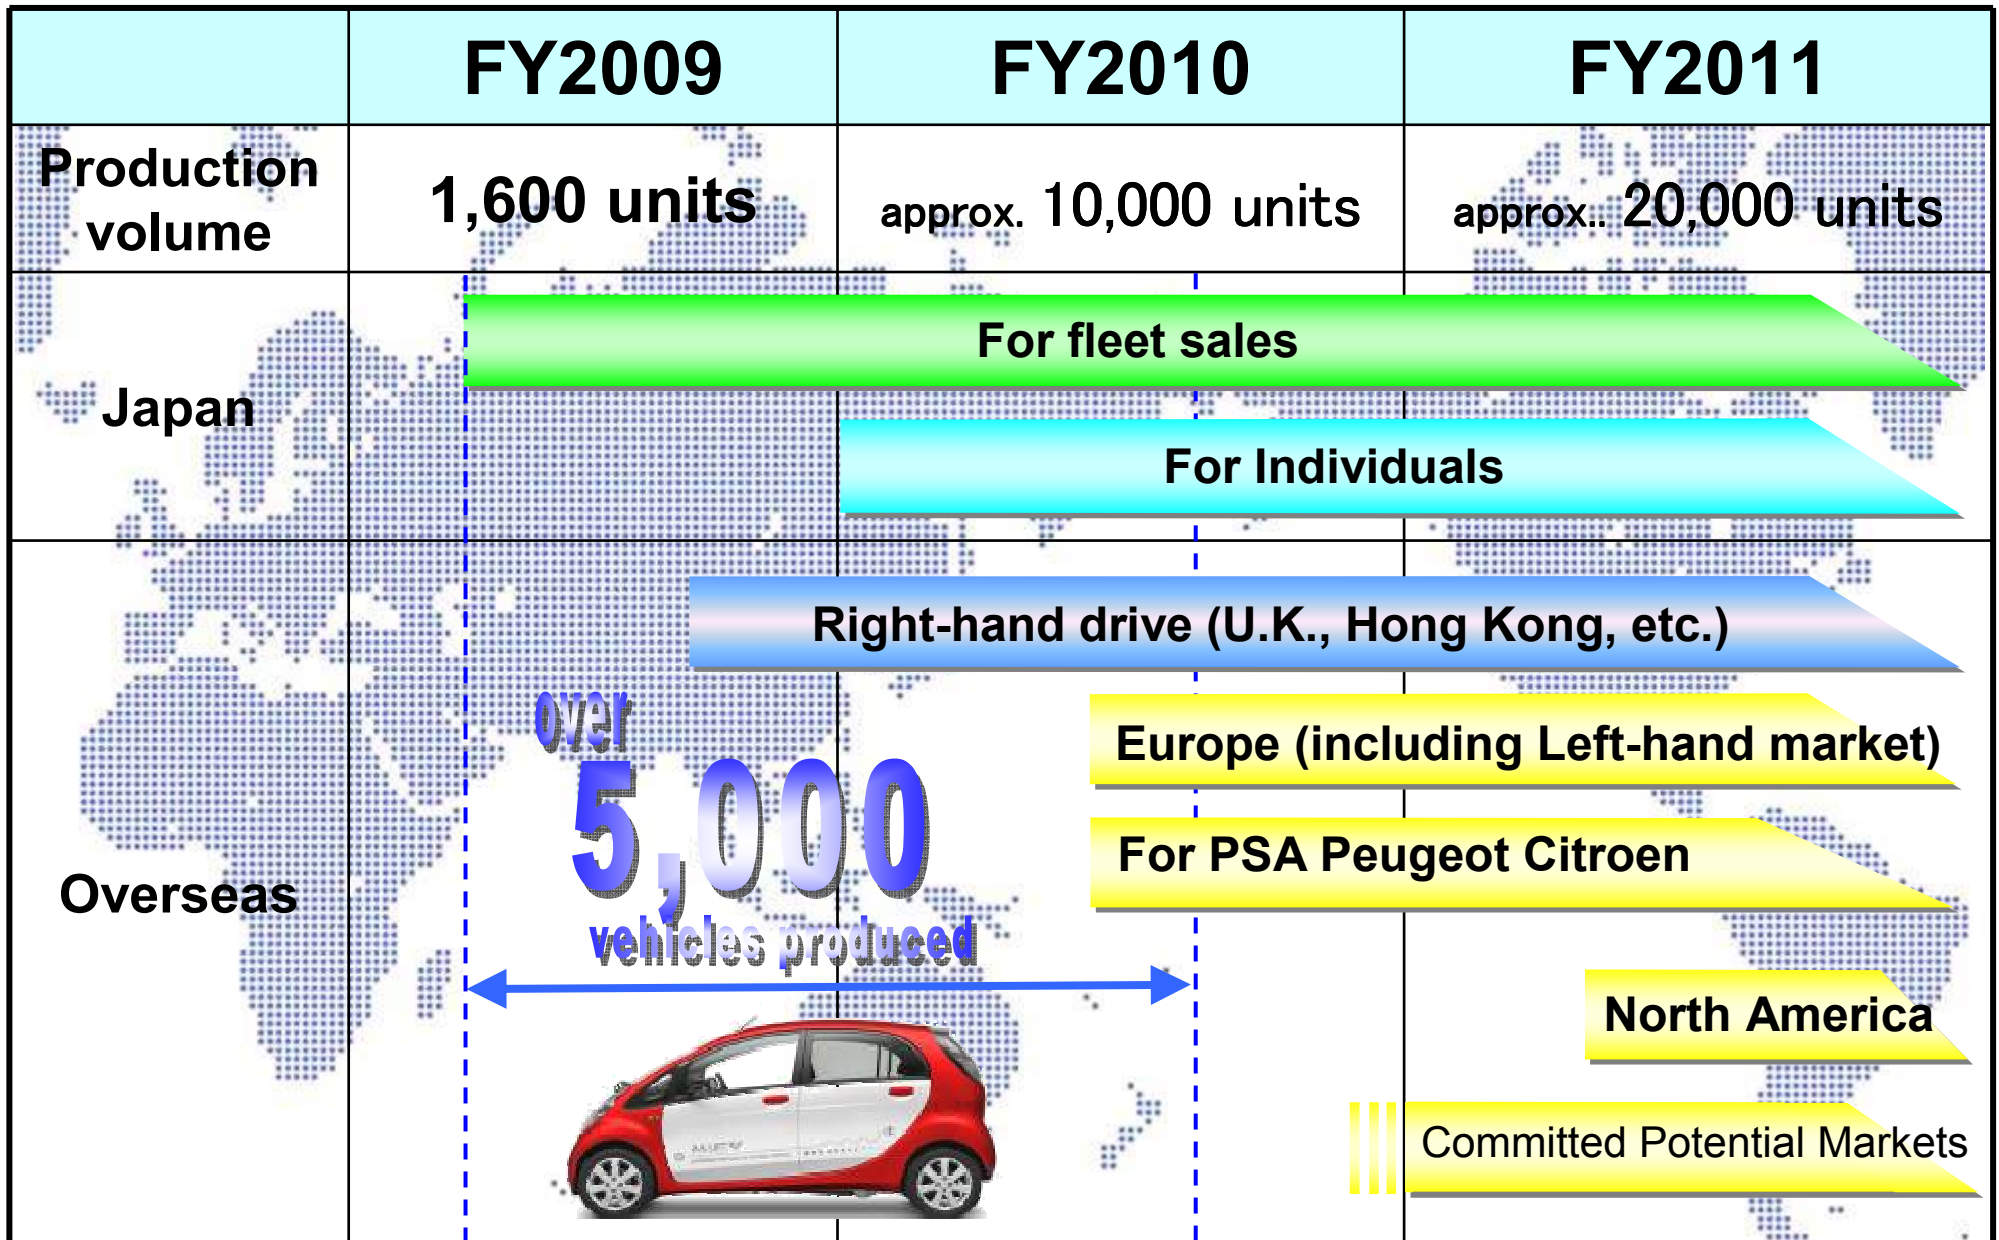 FY2009 FY2010 FY2011
Production
volume
1,600 units approx. 10,000 units approx.. 20,000 units
Japan
For fleet sales
For Individuals
Overseas
Right-hand drive (U.K., Hong Kong, etc.)
Europe (including Left-hand market)
For PSA Peugeot Citroen
North America
Committed Potential Markets
over
5,000
vehicles produced